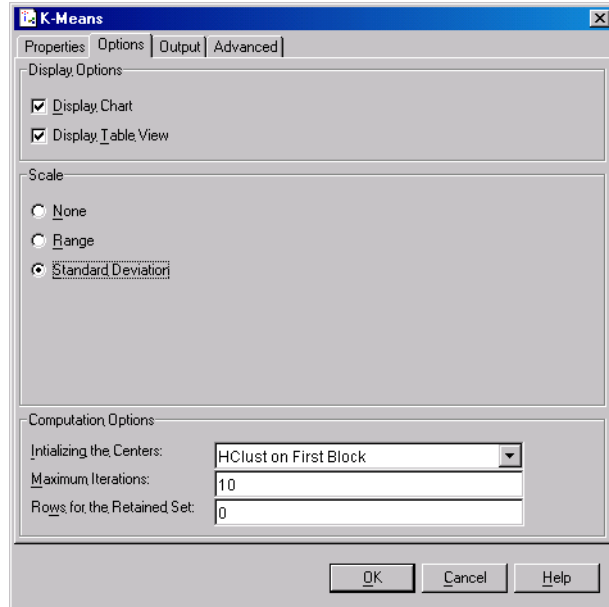 K-Means
Properties Options Output Advanced
Display Options
Display Chart
Display Table View
Scale
None
Range
Standard Deviation
Computation Options
Intializing the Centers: HClust on First Block
Maximum Iterations: 10
Rows for the Retained Set: 0
OK Cancel Help